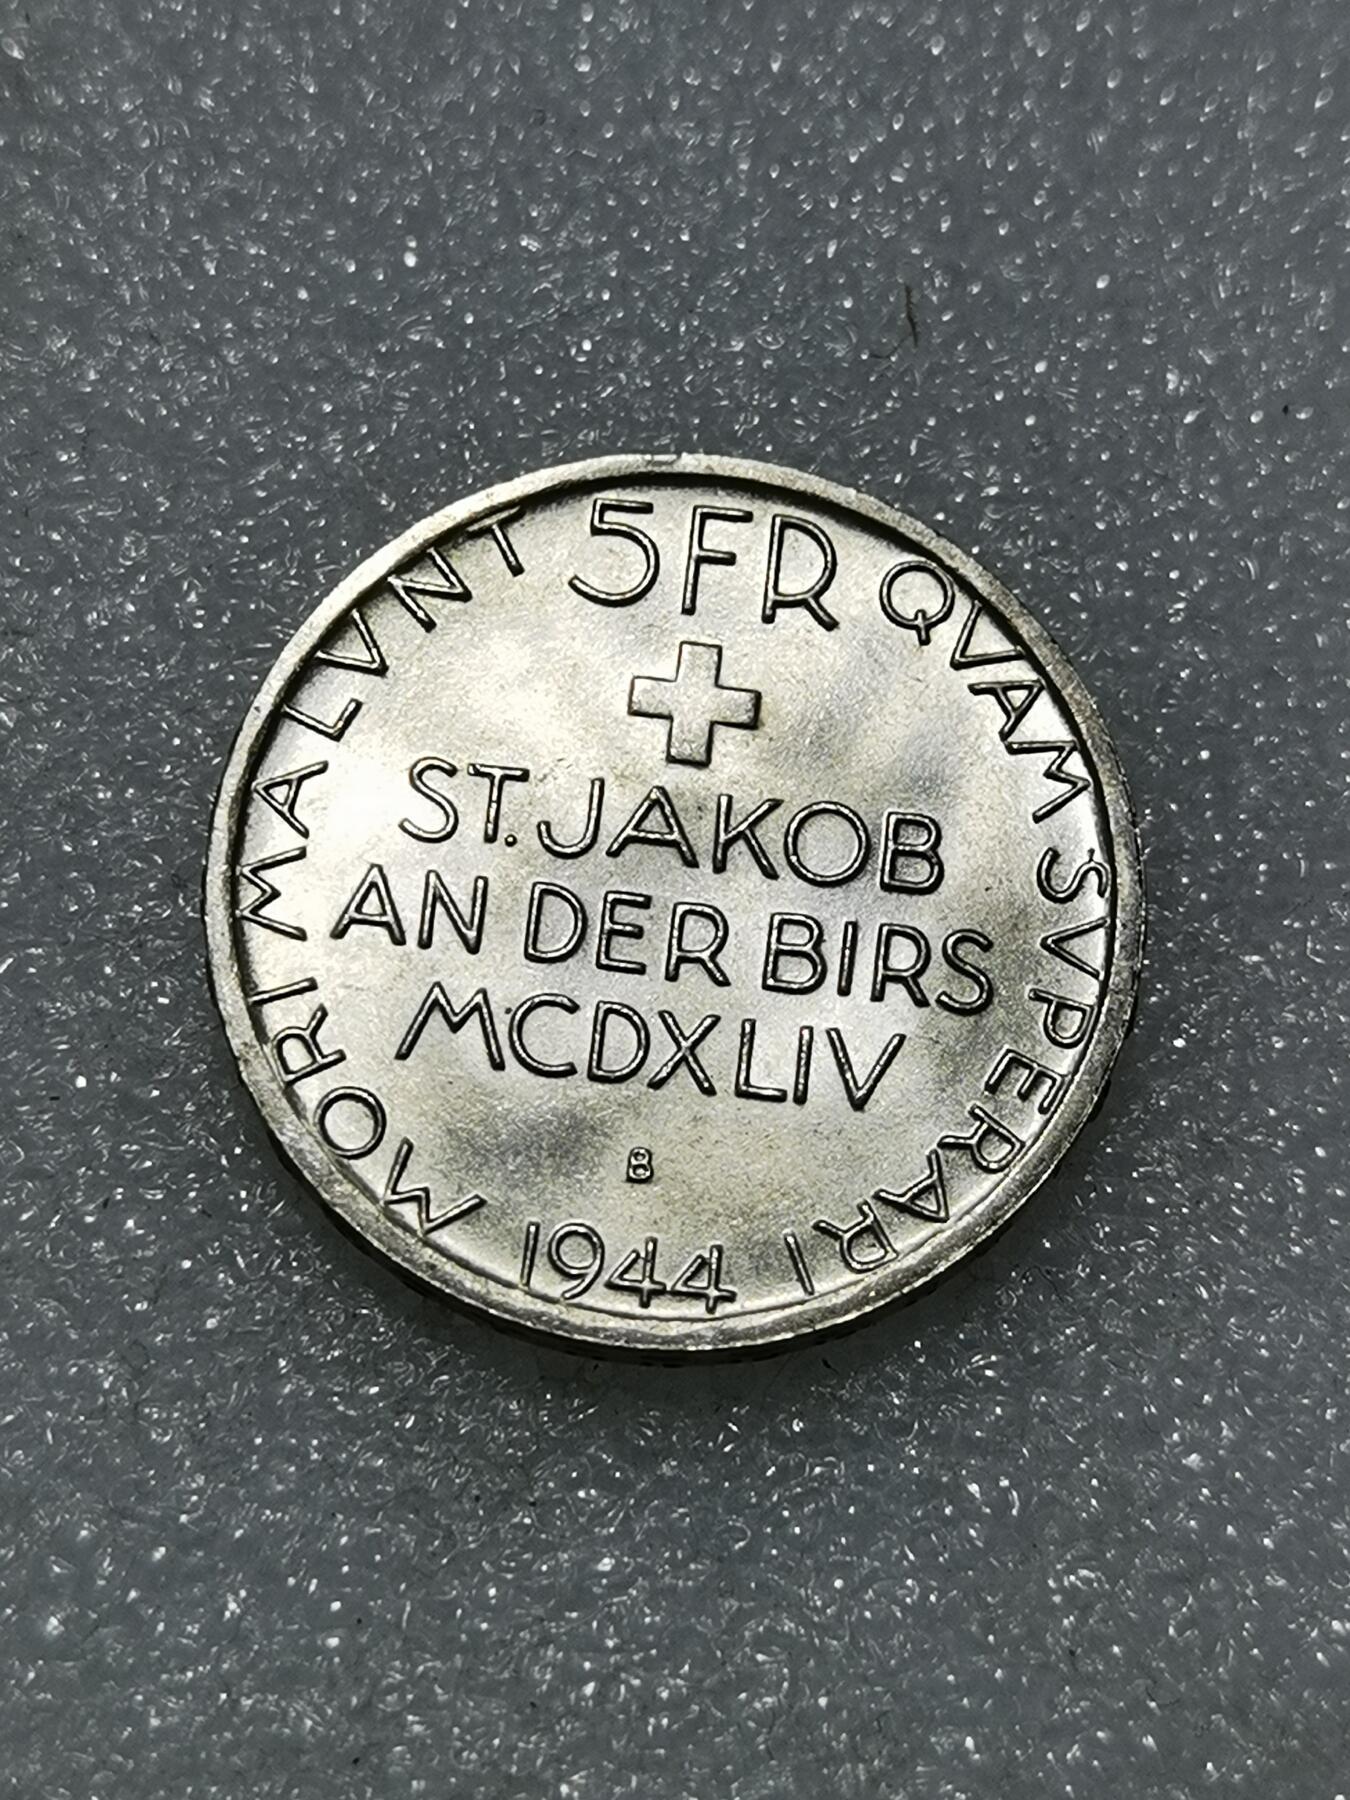 5FR
MORI MALVNT
QVAM SVPERARI
ST. JAKOB
AN DER BIRS
MCDXLIV
B
1944